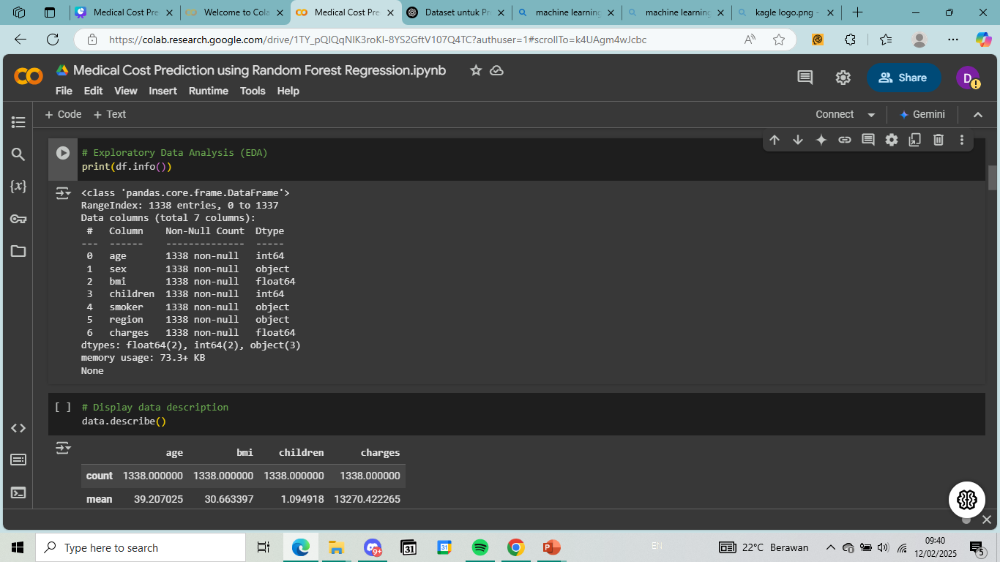 Medical Cost Pre
Welcome to Cola
Medical Cost Pre
Dataset untuk Pr
machine learning
machine learning
kagle logo.png -
https://colab.research.google.com/drive/1TY_pQIQqNIK3roKI-8YS2GftV107Q4TC?authuser=1#scrollTo=k4UAgm4wJcbc
Medical Cost Prediction using Random Forest Regression.ipynb
Share
D
File Edit View Insert Runtime Tools Help
+ Code + Text
Connect
Gemini
# Exploratory Data Analysis (EDA)
print(df.info())
<class 'pandas.core.frame.DataFrame'>
RangeIndex: 1338 entries, 0 to 1337
Data columns (total 7 columns):
# Column Non-Null Count Dtype
--- ------ -------------- -----
0 age 1338 non-null int64
1 sex 1338 non-null object
2 bmi 1338 non-null float64
3 children 1338 non-null int64
4 smoker 1338 non-null object
5 region 1338 non-null object
6 charges 1338 non-null float64
dtypes: float64(2), int64(2), object(3)
memory usage: 73.3+ KB
None
[ ] # Display data description
data.describe()
age bmi children charges
count 1338.000000 1338.000000 1338.000000 1338.000000
mean 39.207025 30.663397 1.094918 13270.422265
Type here to search
9+
31
31
EN
22°C Berawan
09:40
12/02/2025
5